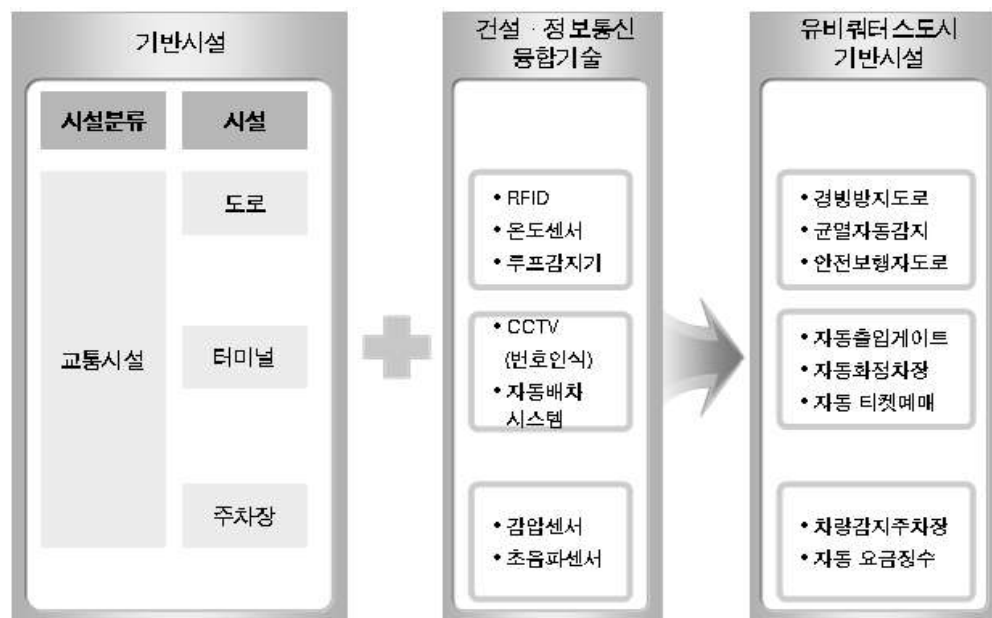 기반시설
건설 · 정보통신
융합기술
유비쿼터스도시
기반시설
시설분류
시설
교통시설
도로
터미널
주차장
• RFID
• 온도센서
• 루프감지기
• CCTV
(번호인식)
• 자동배차
시스템
• 감압센서
• 초음파센서
• 결빙방지도로
• 균열자동감지
• 안전보행자도로
• 자동출입게이트
• 자동화정차장
• 자동 티켓예매
• 차량감지주차장
• 자동 요금징수